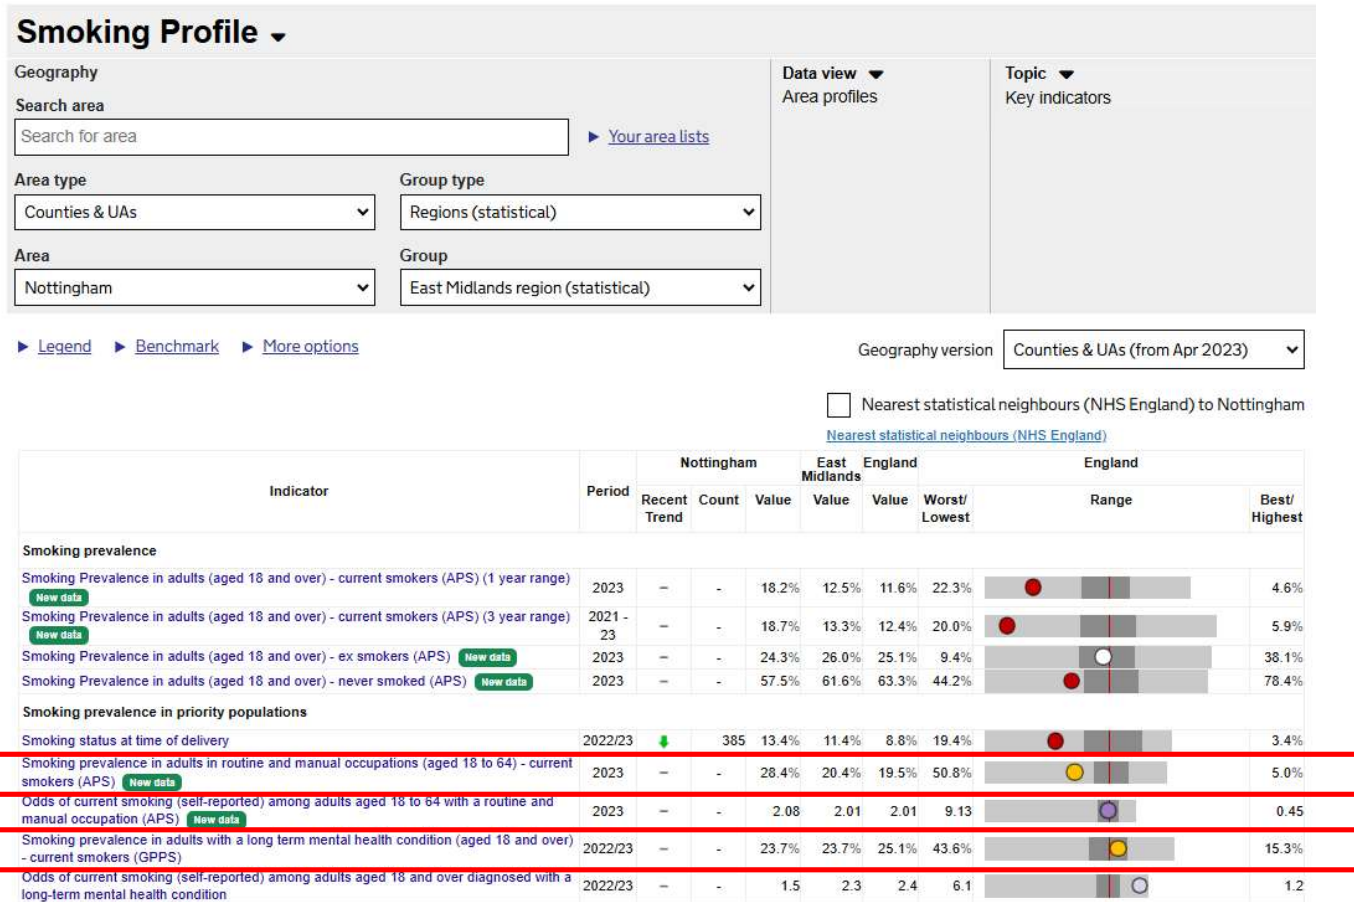 Smoking Profile
Geography
Data view
Topic
Search area
Area profiles
Key indicators
Search for area
Your area lists
Area type
Group type
Counties & UAs
Regions (statistical)
Area
Group
Nottingham
East Midlands region (statistical)
Legend
Benchmark
More options
Geography version
Counties & UAs (from Apr 2023)
Nearest statistical neighbours (NHS England) to Nottingham
Nearest statistical neighbours (NHS England)
Nottingham East Midlands England England
Indicator Period Recent Trend Count Value Value Value Worst/ Lowest Range Best/ Highest
Smoking prevalence
Smoking Prevalence in adults (aged 18 and over) - current smokers (APS) (1 year range)
New data
2023 – - 18.2% 12.5% 11.6% 22.3% 4.6%
Smoking Prevalence in adults (aged 18 and over) - current smokers (APS) (3 year range)
New data
2021 - 23 – - 18.7% 13.3% 12.4% 20.0% 5.9%
Smoking Prevalence in adults (aged 18 and over) - ex smokers (APS) New data 2023 – - 24.3% 26.0% 25.1% 9.4% 38.1%
Smoking Prevalence in adults (aged 18 and over) - never smoked (APS) New data 2023 – - 57.5% 61.6% 63.3% 44.2% 78.4%
Smoking prevalence in priority populations
Smoking status at time of delivery 2022/23 385 13.4% 11.4% 8.8% 19.4% 3.4%
Smoking prevalence in adults in routine and manual occupations (aged 18 to 64) - current
smokers (APS) New data
2023 – - 28.4% 20.4% 19.5% 50.8% 5.0%
Odds of current smoking (self-reported) among adults aged 18 to 64 with a routine and
manual occupation (APS) New data
2023 – - 2.08 2.01 2.01 9.13 0.45
Smoking prevalence in adults with a long term mental health condition (aged 18 and over)
- current smokers (GPPS)
2022/23 – - 23.7% 23.7% 25.1% 43.6% 15.3%
Odds of current smoking (self-reported) among adults aged 18 and over diagnosed with a
long-term mental health condition
2022/23 – - 1.5 2.3 2.4 6.1 1.2